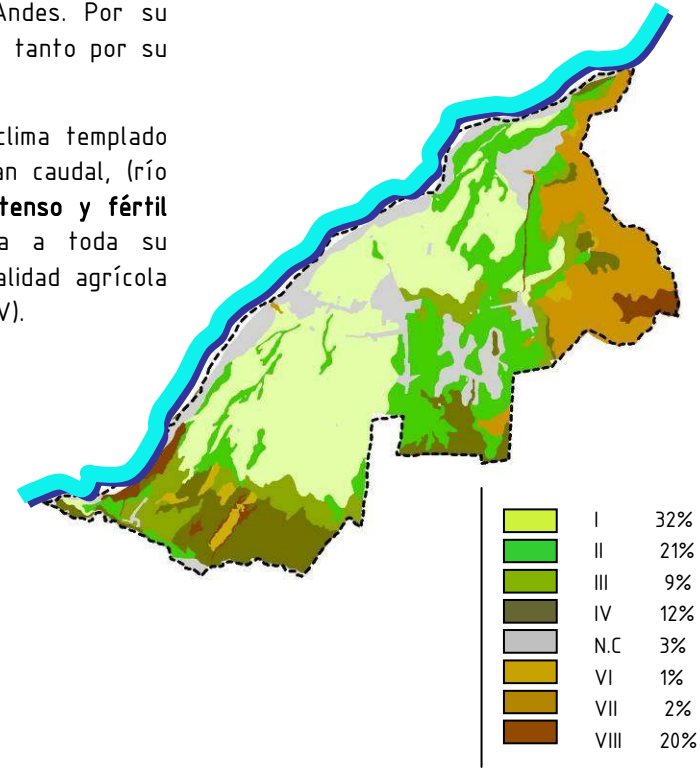 Andes. Por su
tanto por su
clima templado
an caudal, (río
tenso y fértil
a a toda su
alidad agrícola
V).
I 32%
II 21%
III 9%
IV 12%
N.C 3%
VI 1%
VII 2%
VIII 20%